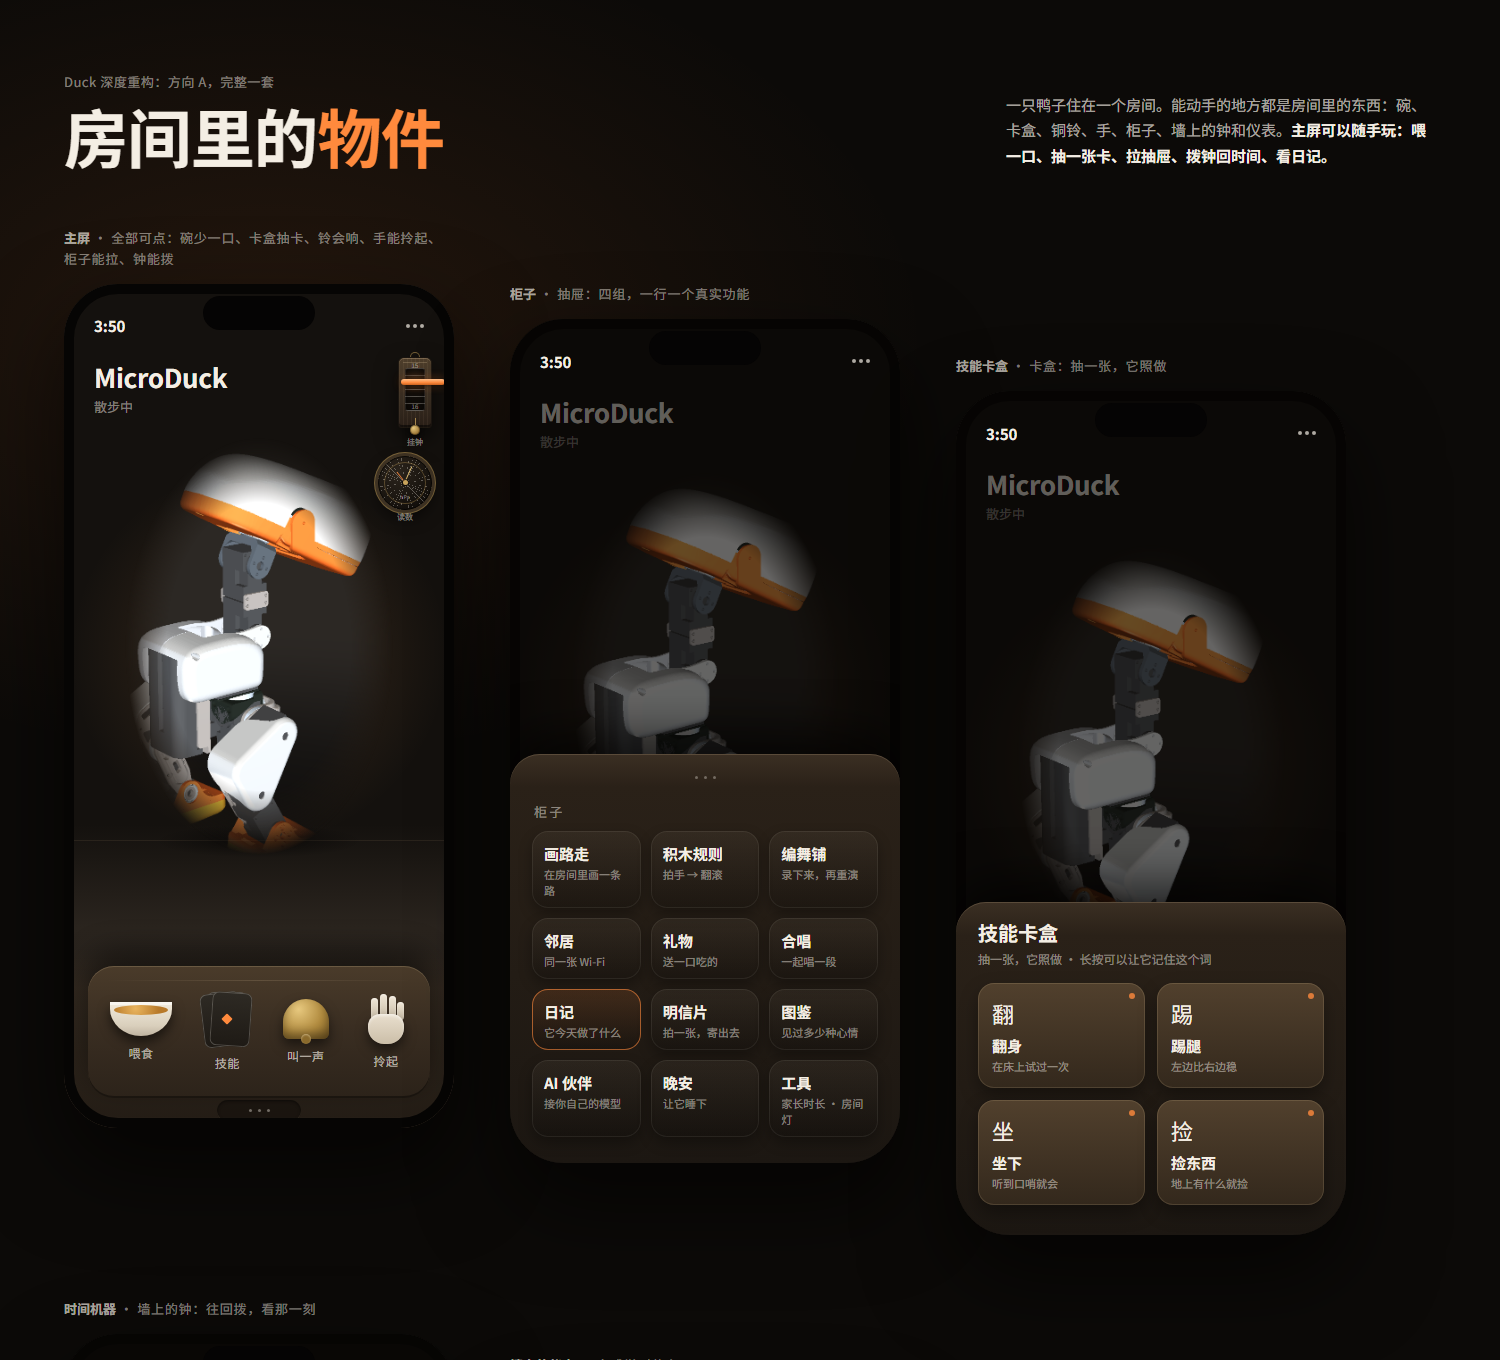 Duck 深度重构：方向 A，完整一套
房间里的物件
一只鸭子住在一个房间。能动手的地方都是房间里的东西：碗、
卡盒、铜铃、手、柜子、墙上的钟和仪表。主屏可以随手玩：喂
一口、抽一张卡、拉抽屉、拨钟回时间、看日记。
主屏 · 全部可点：碗少一口、卡盒抽卡、铃会响、手能拎起、
柜子能拉、钟能拨
3:50
MicroDuck
散步中
15
18
挂钟
读数
喂食
技能
叫一声
拎起
柜子 · 抽屉：四组，一行一个真实功能
3:50
MicroDuck
散步中
柜子
画路走
在房间里画一条
路
积木规则
拍手 → 翻滚
编舞铺
录下来，再重演
邻居
同一张 Wi-Fi
礼物
送一口吃的
合唱
一起唱一段
日记
它今天做了什么
明信片
拍一张，寄出去
图鉴
见过多少种心情
AI 伙伴
接你自己的模型
晚安
让它睡下
工具
家长时长 · 房间
灯
技能卡盒 · 卡盒：抽一张，它照做
3:50
MicroDuck
散步中
技能卡盒
抽一张，它照做 · 长按可以让它记住这个词
翻
翻身
在床上试过一次
踢
踢腿
左边比右边稳
坐
坐下
听到口哨就会
捡
捡东西
地上有什么就捡
时间机器 · 墙上的钟：往回拨，看那一刻